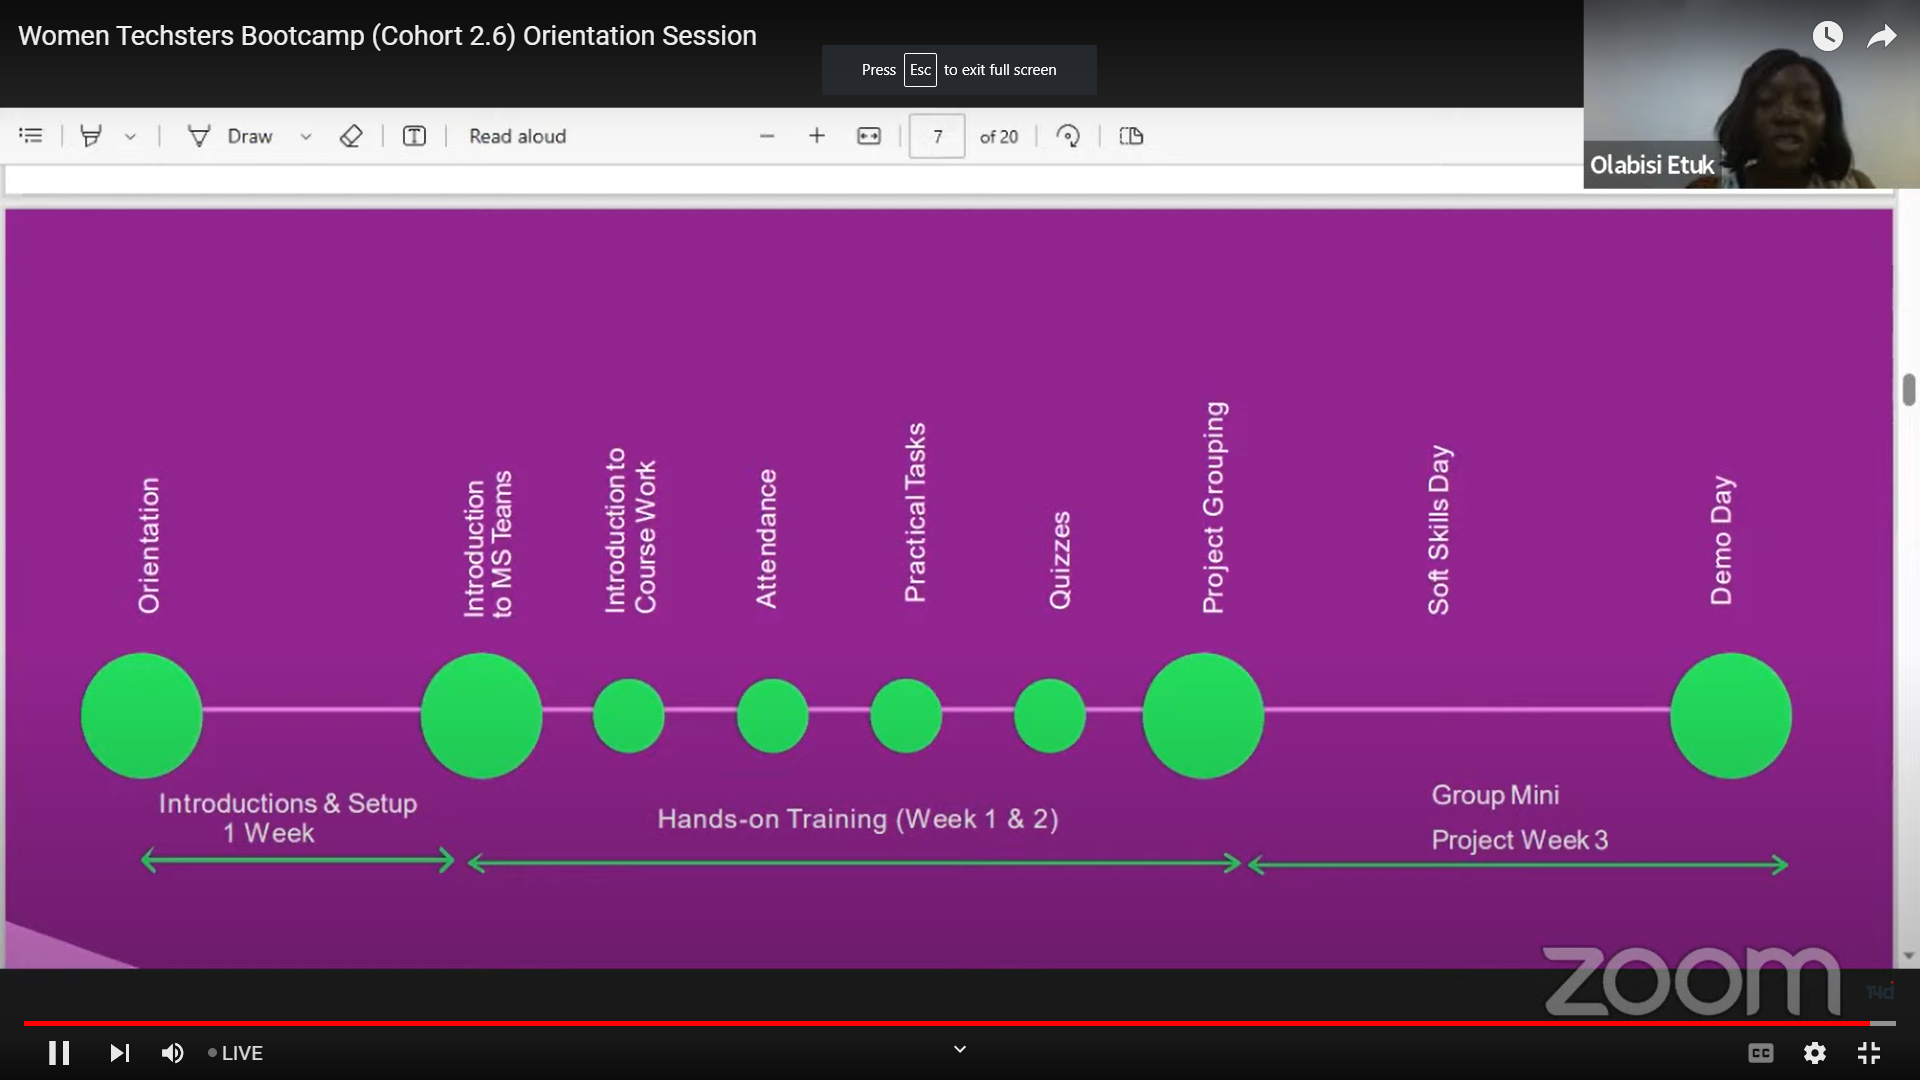 Women Techsters Bootcamp (Cohort 2.6) Orientation Session
Press Esc to exit full screen
Draw
Read aloud
7 of 20
Olabisi Etuk
Orientation
Introduction
to MS Teams
Introduction to
Course Work
Attendance
Practical Tasks
Quizzes
Project Grouping
Soft Skills Day
Demo Day
Introductions & Setup
1 Week
Hands-on Training (Week 1 & 2)
Group Mini
Project Week 3
zoom
T4d
LIVE
CC